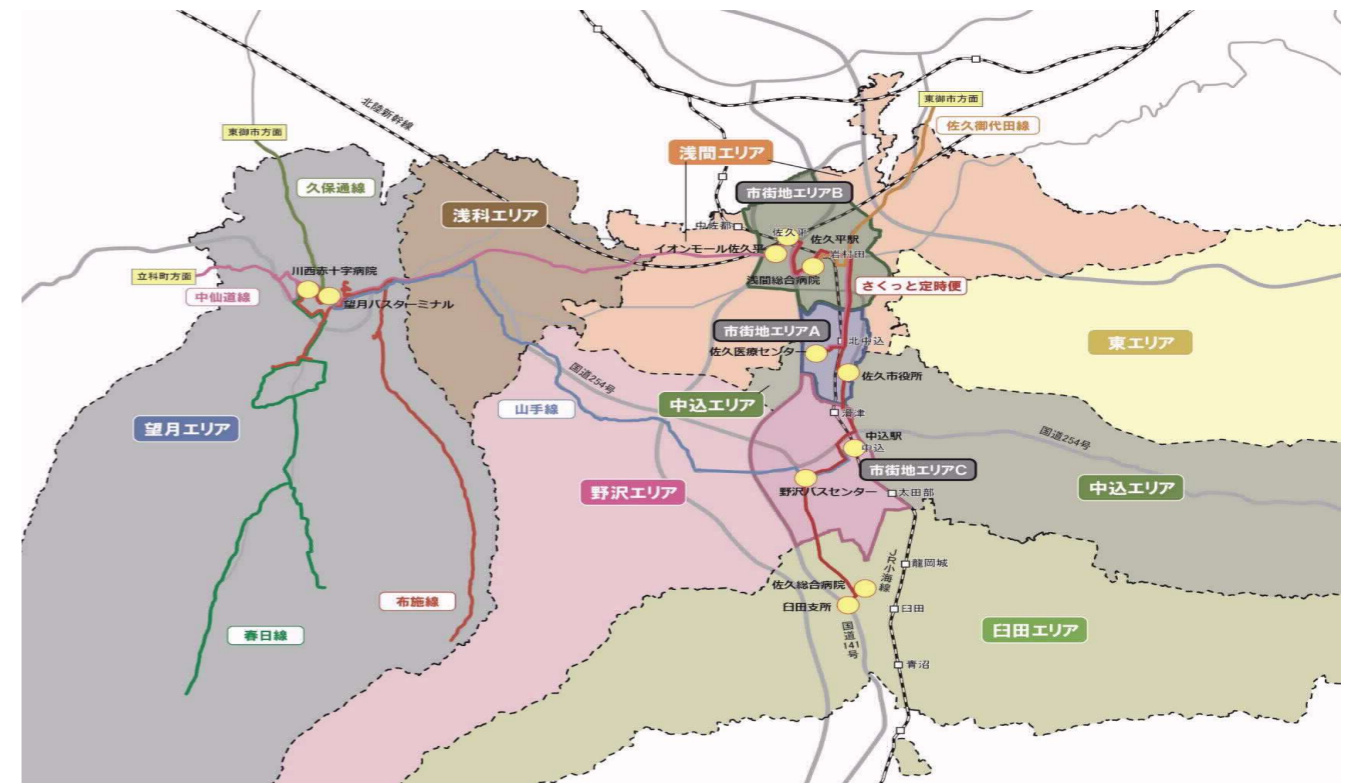 北陸新幹線
東御市方面
佐久御代田線
東御市方面
浅間エリア
久保通線
市街地エリアB
浅科エリア
中佐都
佐久平
佐久平駅
イオンモール佐久平
岩村田
川西赤十字病院
立科町方面
浅間総合病院
さくっと定時便
中仙道線
望月バスターミナル
市街地エリアA
北中込
東エリア
佐久医療センター
国道254号
佐久市役所
中込エリア
山手線
滑津
望月エリア
中込駅
国道254号
中込
市街地エリアC
野沢エリア
野沢バスセンター
太田部
中込エリア
JR小海線
龍岡城
佐久総合病院
布施線
臼田支所
臼田
春日線
国道141号
臼田エリア
青沼